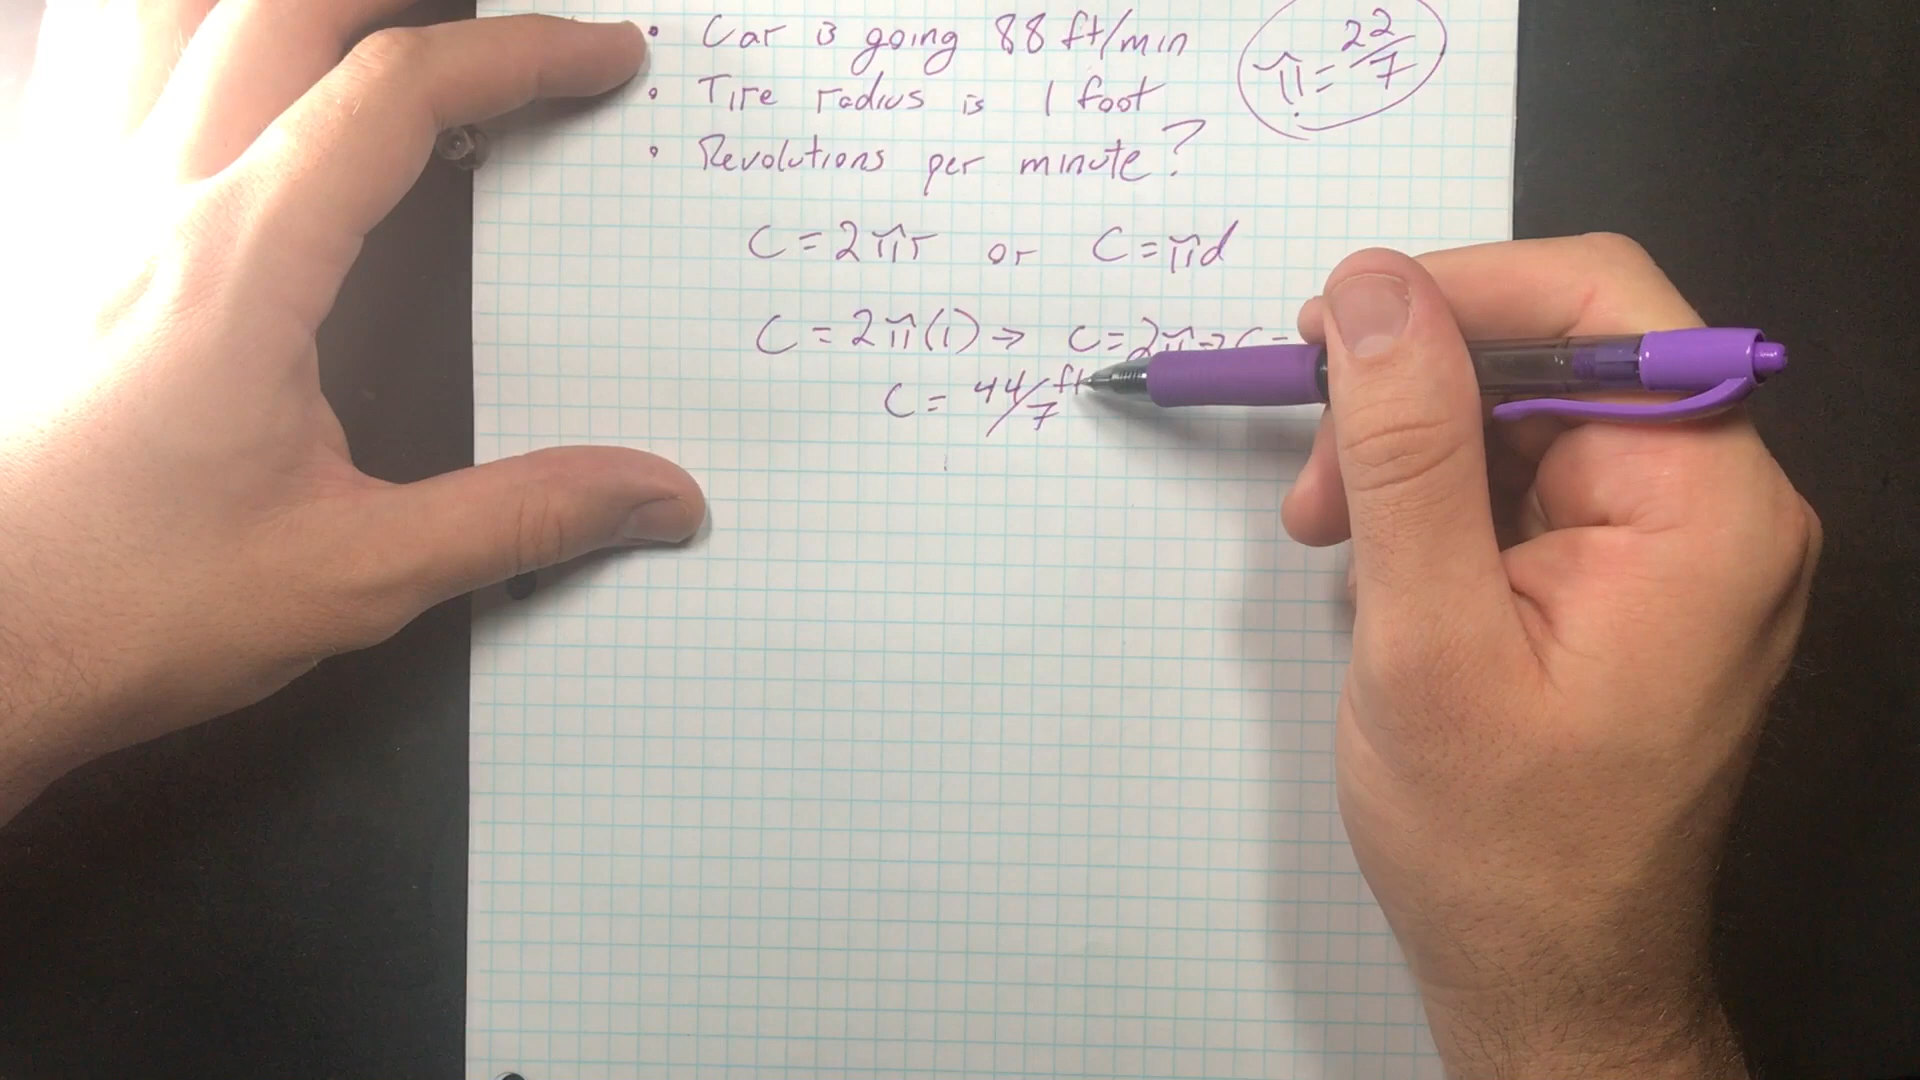 • Car is going 88 ft/min
π = 22/7
• Tire radius is 1 foot
• Revolutions per minute?
C = 2πr or C = πd
C = 2π(1) → C = 2π → C =
C = 44/7 ft